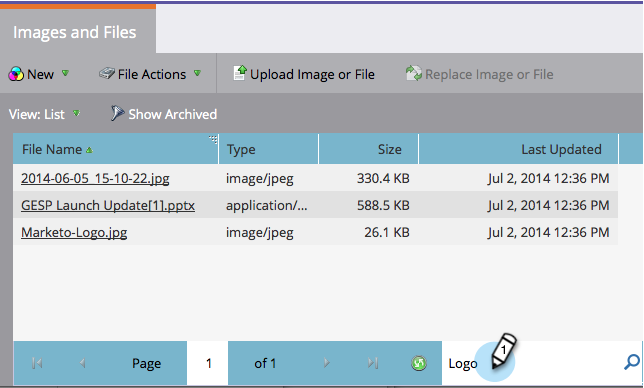 Images and Files
New File Actions Upload Image or File Replace Image or File
View: List Show Archived
File Name Type Size Last Updated
2014-06-05_15-10-22.jpg image/jpeg 330.4 KB Jul 2, 2014 12:36 PM
GESP Launch Update[1].pptx application/... 588.5 KB Jul 2, 2014 12:36 PM
Marketo-Logo.jpg image/jpeg 26.1 KB Jul 2, 2014 12:36 PM
Page 1 of 1 Logo 1